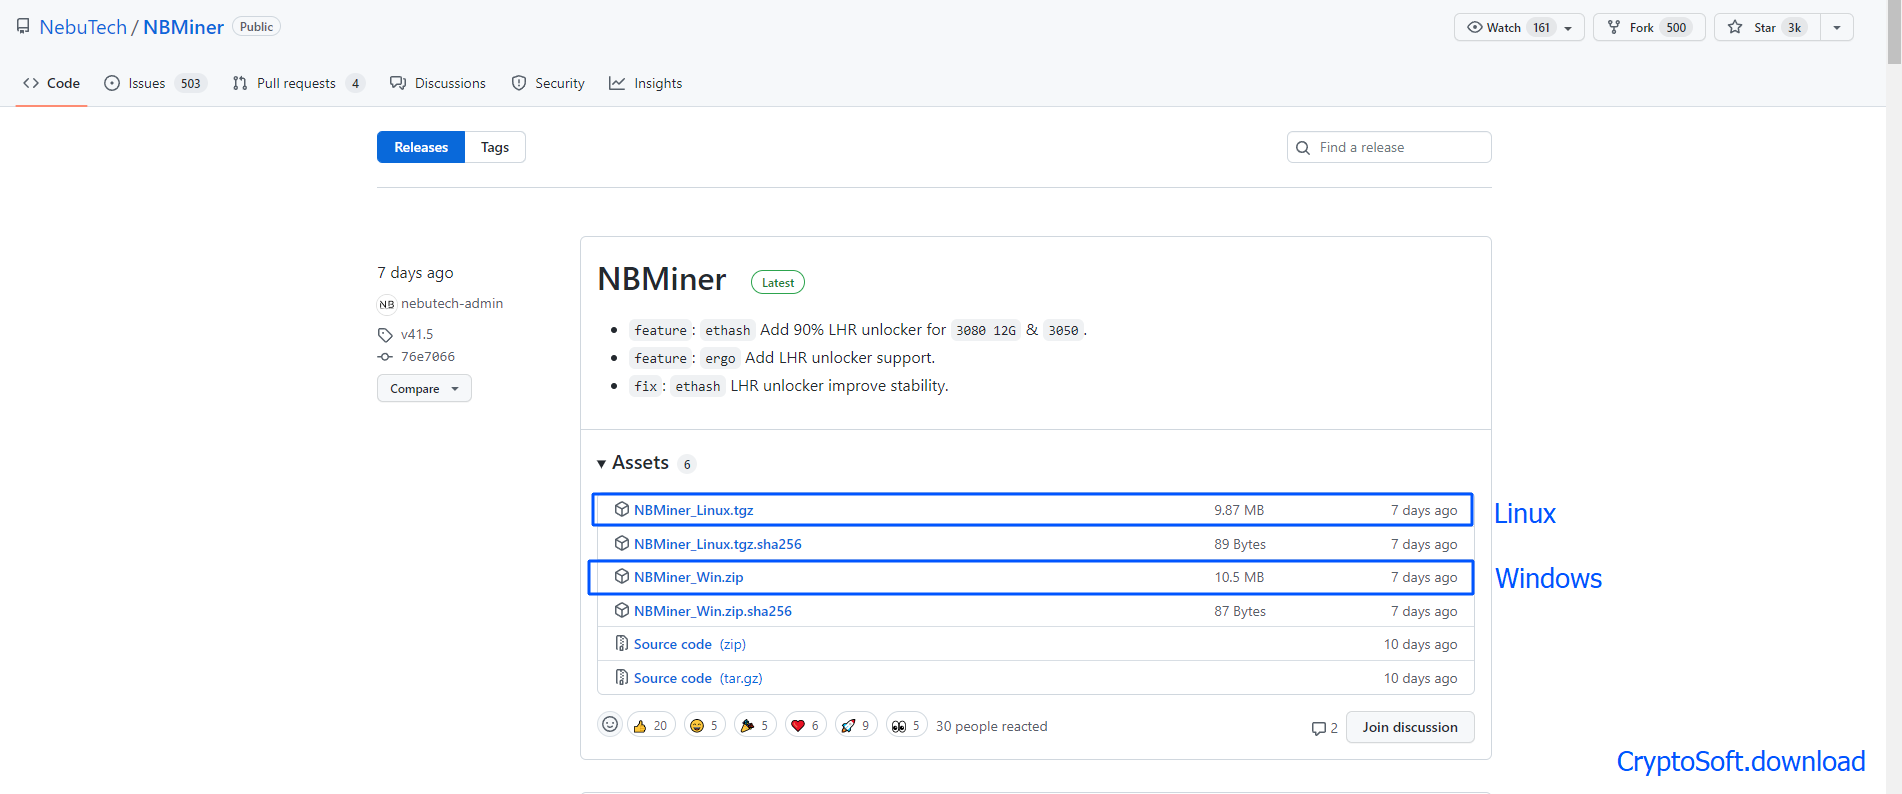 NebuTech / NBMiner Public
Watch 161 Fork 500 Star 3k
Code Issues 503 Pull requests 4 Discussions Security Insights
Releases Tags
Find a release
7 days ago
NB nebutech-admin
v41.5
76e7066
Compare
NBMiner Latest
feature: ethash Add 90% LHR unlocker for 3080 12G & 3050.
feature: ergo Add LHR unlocker support.
fix: ethash LHR unlocker improve stability.
Assets 6
NBMiner_Linux.tgz 9.87 MB 7 days ago Linux
NBMiner_Linux.tgz.sha256 89 Bytes 7 days ago
NBMiner_Win.zip 10.5 MB 7 days ago Windows
NBMiner_Win.zip.sha256 87 Bytes 7 days ago
Source code (zip) 10 days ago
Source code (tar.gz) 10 days ago
20 5 5 6 9 5 30 people reacted
2 Join discussion
CryptoSoft.download